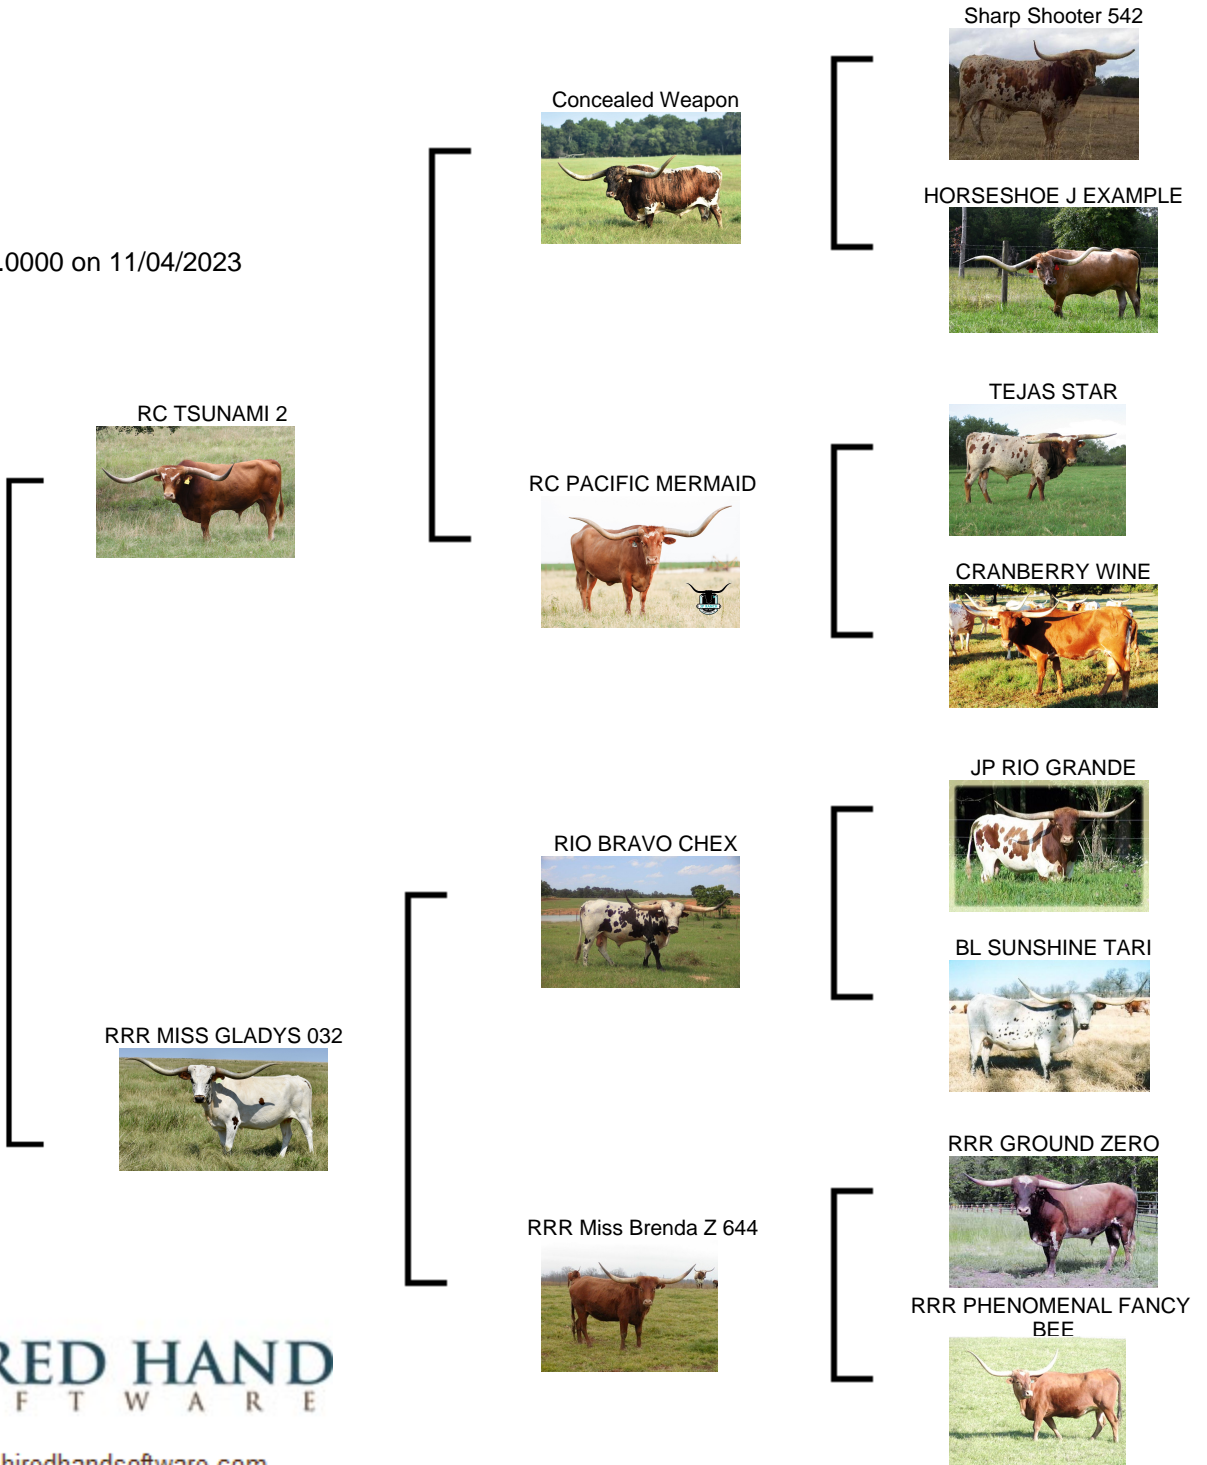 Sharp Shooter 542
Concealed Weapon
HORSESHOE J EXAMPLE
.0000 on 11/04/2023
TEJAS STAR
RC TSUNAMI 2
RC PACIFIC MERMAID
CRANBERRY WINE
JP RIO GRANDE
RIO BRAVO CHEX
BL SUNSHINE TARI
RRR MISS GLADYS 032
RRR GROUND ZERO
RRR Miss Brenda Z 644
RRR PHENOMENAL FANCY
BEE
RED HAND
F T W A R E
hiredhandsoftware.com